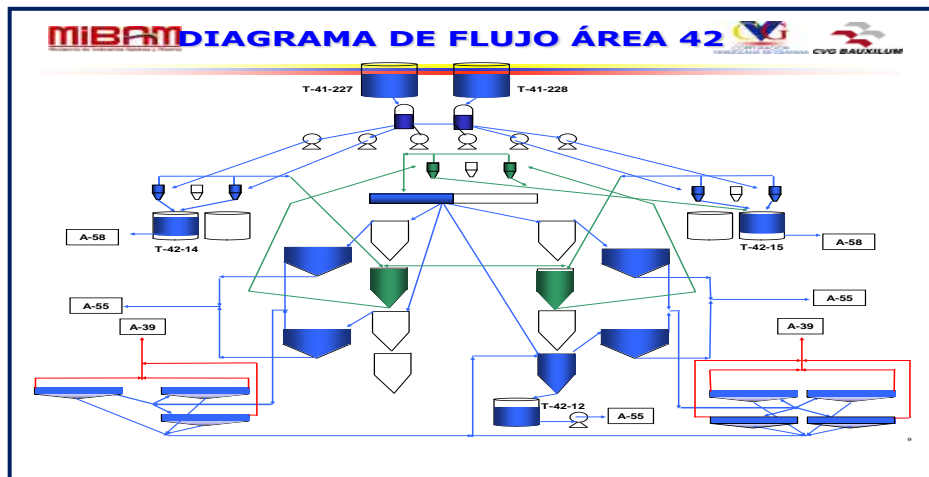 MIBAM
DIAGRAMA DE FLUJO ÁREA 42
CVG BAUXILUM
T-41-227
T-41-228
A-58
T-42-14
T-42-15
A-58
A-55
A-55
A-39
A-39
T-42-12
A-55
9